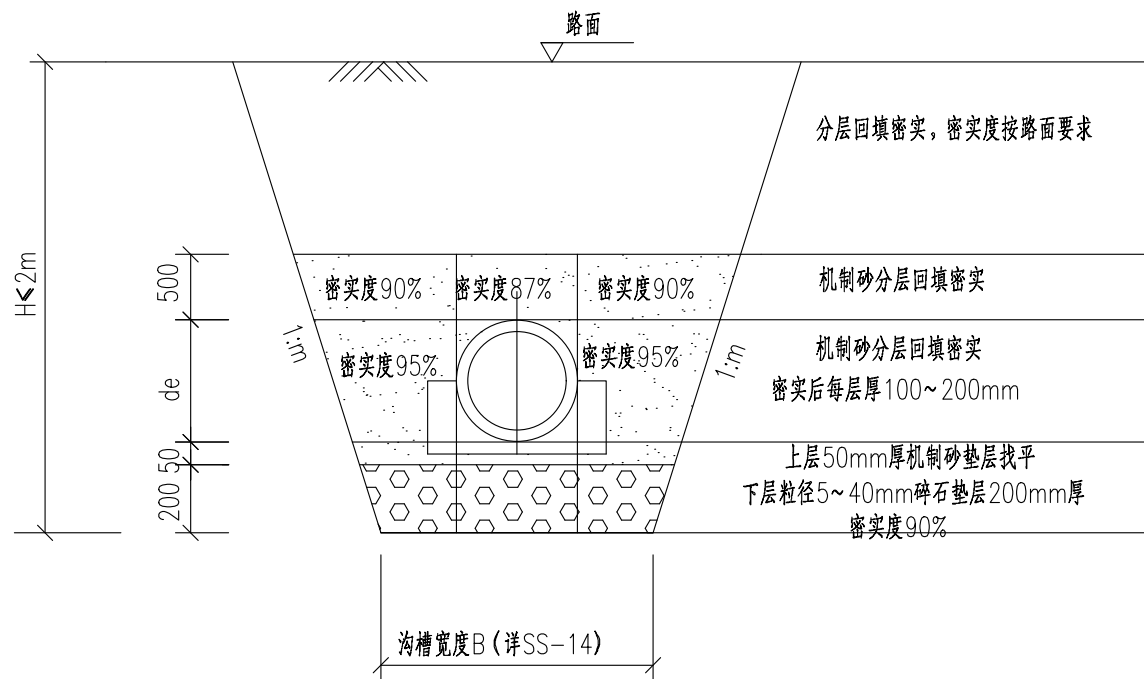 路面
分层回填密实，密实度按路面要求
H≤2m
500
密实度90%
密实度87%
密实度90%
机制砂分层回填密实
1:m
1:m
de
密实度95%
密实度95%
机制砂分层回填密实
密实后每层厚100~200mm
50
上层50mm厚机制砂垫层找平
200
下层粒径5~40mm碎石垫层200mm厚
密实度90%
沟槽宽度B(详SS-14)